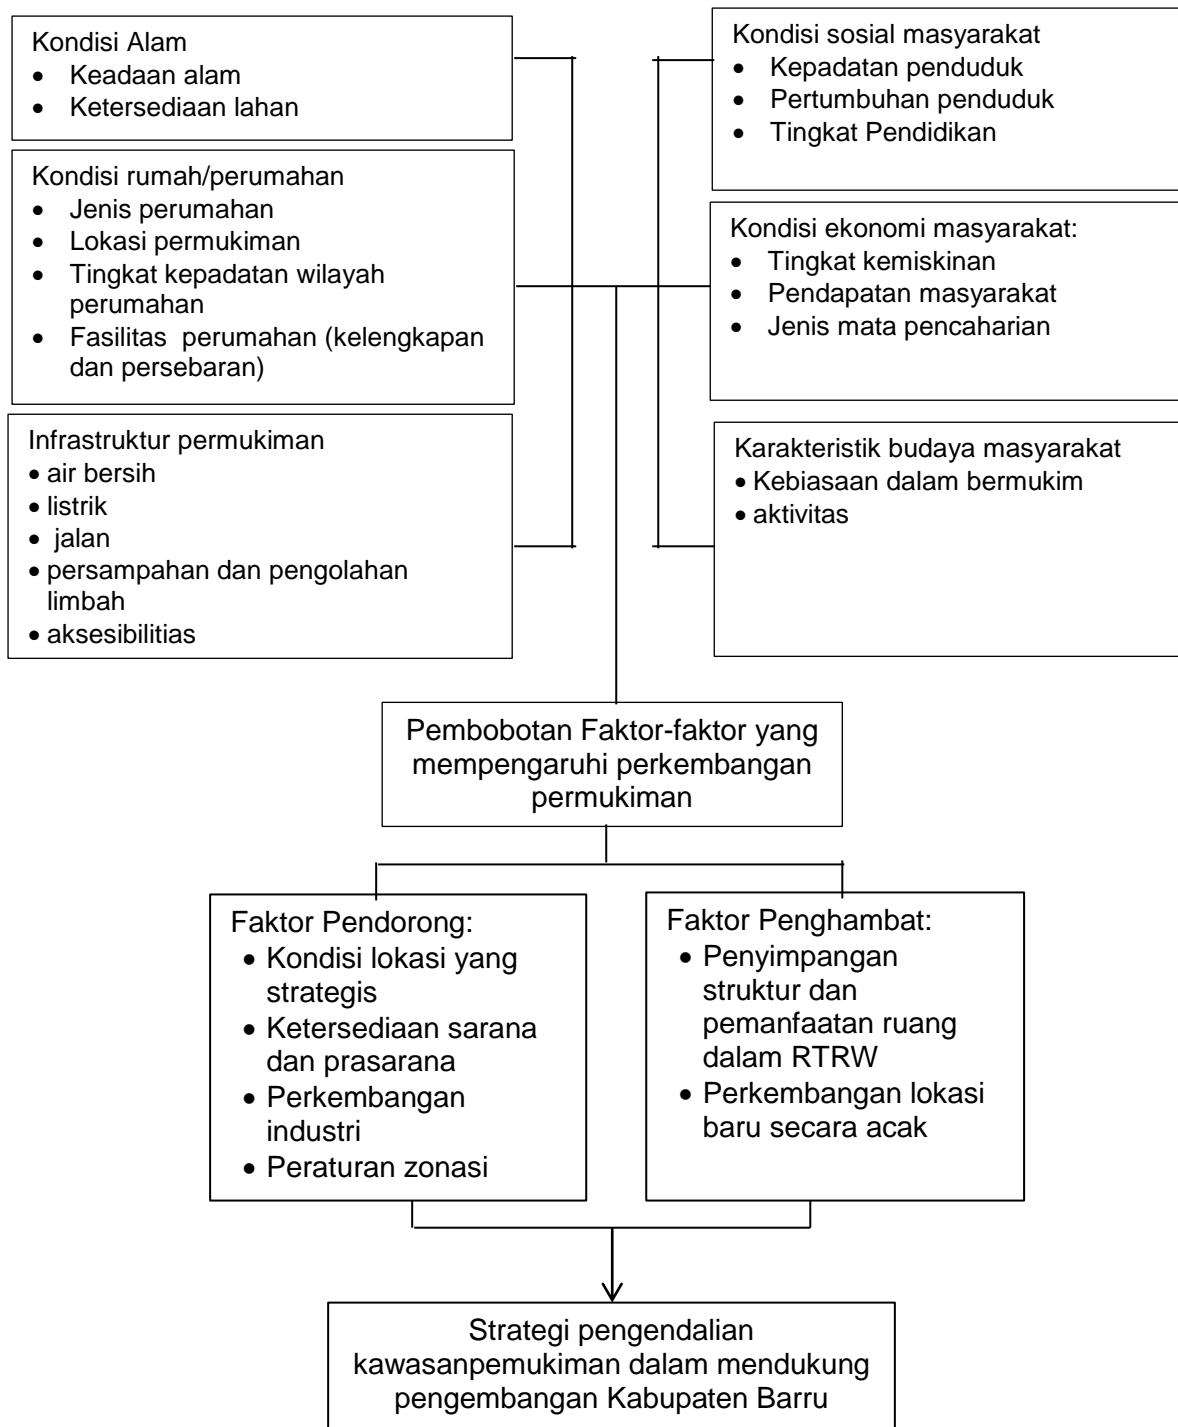 Kondisi Alam
• Keadaan alam
• Ketersediaan lahan
Kondisi rumah/perumahan
• Jenis perumahan
• Lokasi permukiman
• Tingkat kepadatan wilayah
perumahan
• Fasilitas perumahan (kelengkapan
dan persebaran)
Infrastruktur permukiman
• air bersih
• listrik
• jalan
• persampahan dan pengolahan
limbah
• aksesibilitias
Kondisi sosial masyarakat
• Kepadatan penduduk
• Pertumbuhan penduduk
• Tingkat Pendidikan
Kondisi ekonomi masyarakat:
• Tingkat kemiskinan
• Pendapatan masyarakat
• Jenis mata pencaharian
Karakteristik budaya masyarakat
• Kebiasaan dalam bermukim
• aktivitas
Pembobotan Faktor-faktor yang
mempengaruhi perkembangan
permukiman
Faktor Pendorong:
• Kondisi lokasi yang
strategis
• Ketersediaan sarana
dan prasarana
• Perkembangan
industri
• Peraturan zonasi
Faktor Penghambat:
• Penyimpangan
struktur dan
pemanfaatan ruang
dalam RTRW
• Perkembangan lokasi
baru secara acak
Strategi pengendalian
kawasanpemukiman dalam mendukung
pengembangan Kabupaten Barru